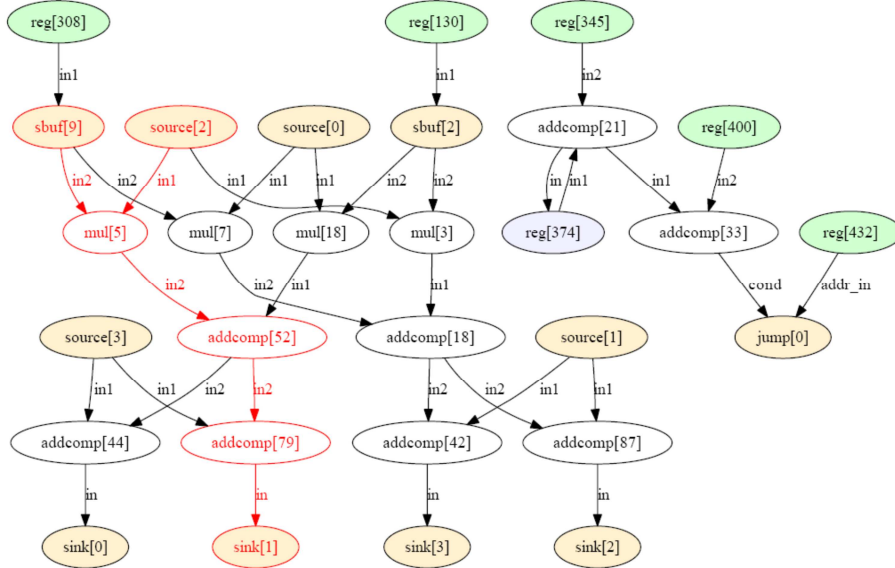 reg[308] reg[130] reg[345]
in1 in1 in2
sbuf[9] source[2] source[0] sbuf[2] addcomp[21] reg[400]
in2 in1 in2 in1 in1 in1 in2 in2 in in1 in1 in2
mul[5] mul[7] mul[18] mul[3] reg[374] addcomp[33] reg[432]
in2 in1 in2 in1 cond addr_in
source[3] addcomp[52] addcomp[18] source[1] jump[0]
in1 in1 in2 in2 in2 in2 in1 in1
addcomp[44] addcomp[79] addcomp[42] addcomp[87]
in in in in
sink[0] sink[1] sink[3] sink[2]